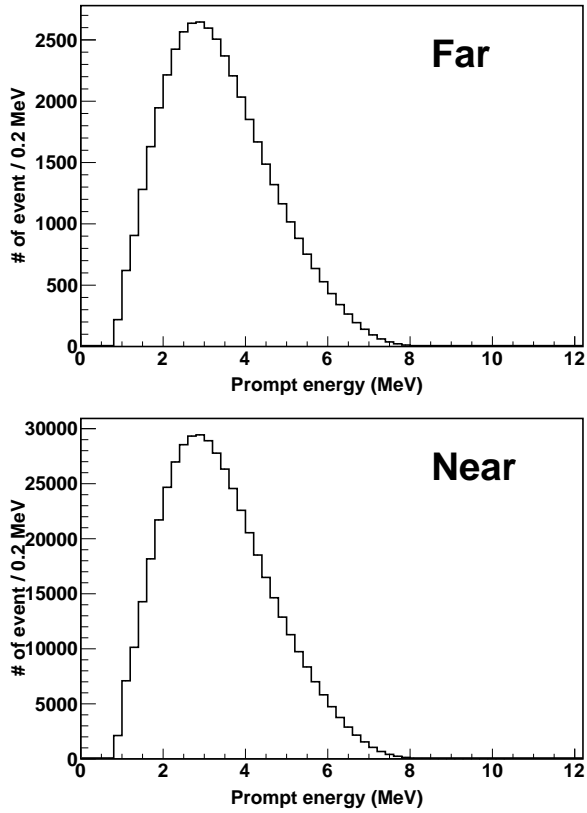 Far
# of event / 0.2 MeV
2500
2000
1500
1000
500
0
0 2 4 6 8 10 12
Prompt energy (MeV)
Near
# of event / 0.2 MeV
30000
25000
20000
15000
10000
5000
0
0 2 4 6 8 10 12
Prompt energy (MeV)